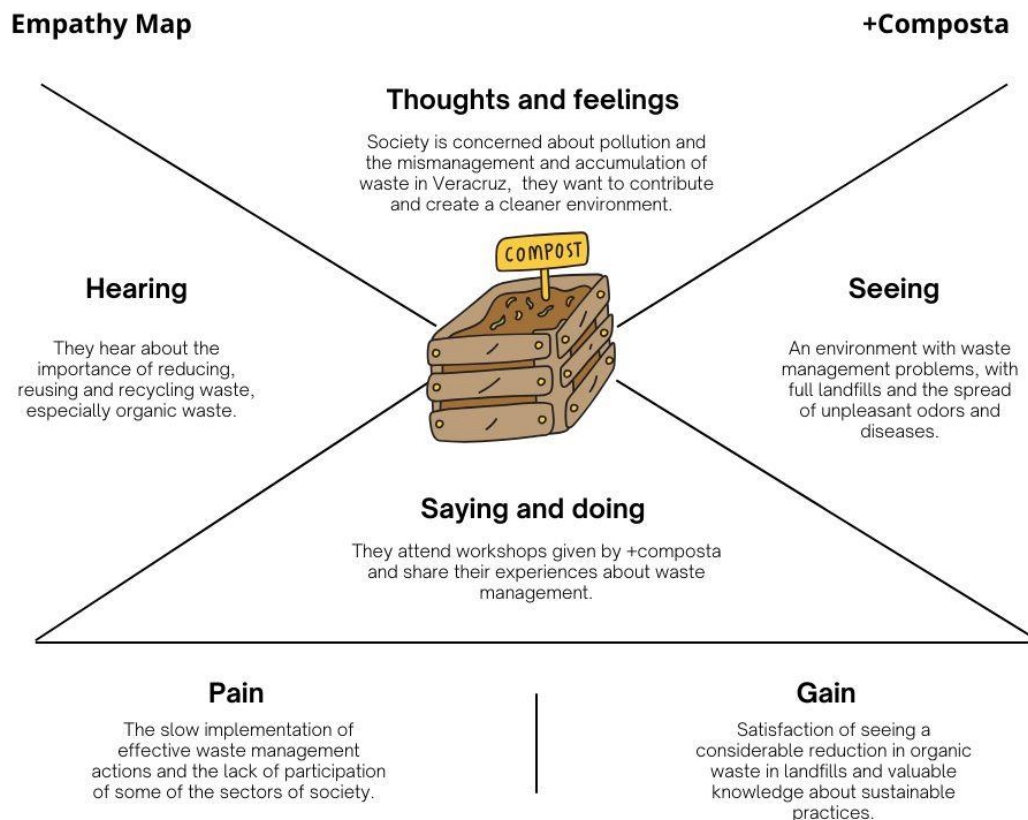 Empathy Map
+Composta
Thoughts and feelings
Society is concerned about pollution and
the mismanagement and accumulation of
waste in Veracruz,  they want to contribute
and create a cleaner environment.
COMPOST
Hearing
They hear about the
importance of reducing,
reusing and recycling waste,
especially organic waste.
Seeing
An environment with waste
management problems, with
full landfills and the spread
of unpleasant odors and
diseases.
Saying and doing
They attend workshops given by +composta
and share their experiences about waste
management.
Pain
The slow implementation of
effective waste management
actions and the lack of participation
of some of the sectors of society.
Gain
Satisfaction of seeing a
considerable reduction in organic
waste in landfills and valuable
knowledge about sustainable
practices.